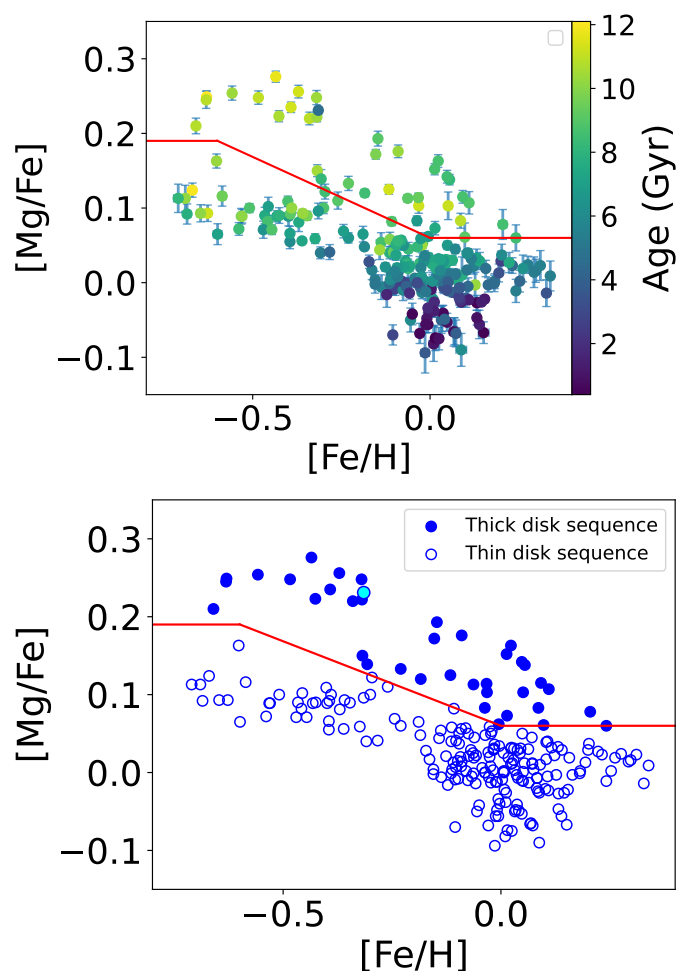 0.3
0.2
0.1
0.0
−0.1
[Mg/Fe]
−0.5
0.0
[Fe/H]
12
10
8
6
4
2
Age (Gyr)
Thick disk sequence
Thin disk sequence
0.3
0.2
0.1
0.0
−0.1
[Mg/Fe]
−0.5
0.0
[Fe/H]